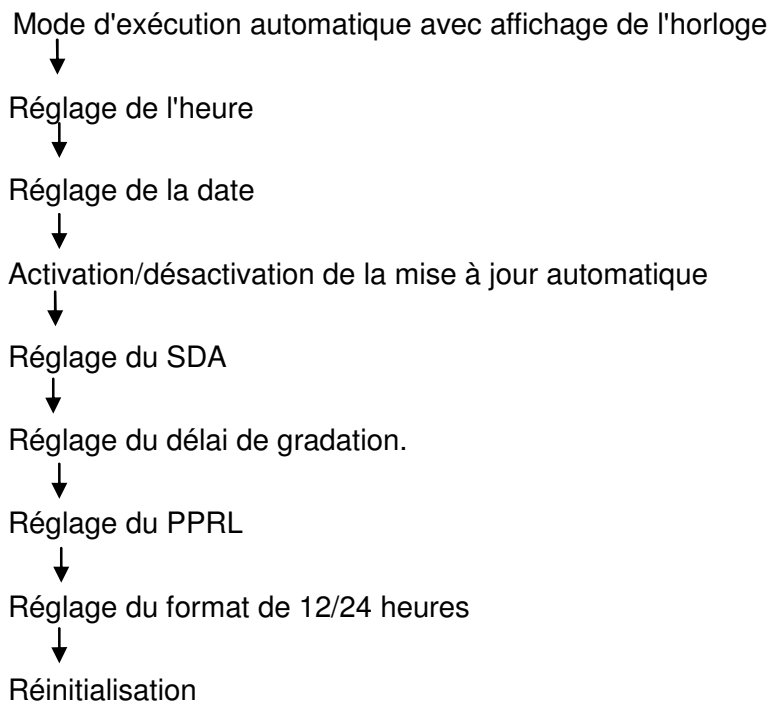 Mode d'exécution automatique avec affichage de l'horloge
Réglage de l'heure
Réglage de la date
Activation/désactivation de la mise à jour automatique
Réglage du SDA
Réglage du délai de gradation.
Réglage du PPRL
Réglage du format de 12/24 heures
Réinitialisation